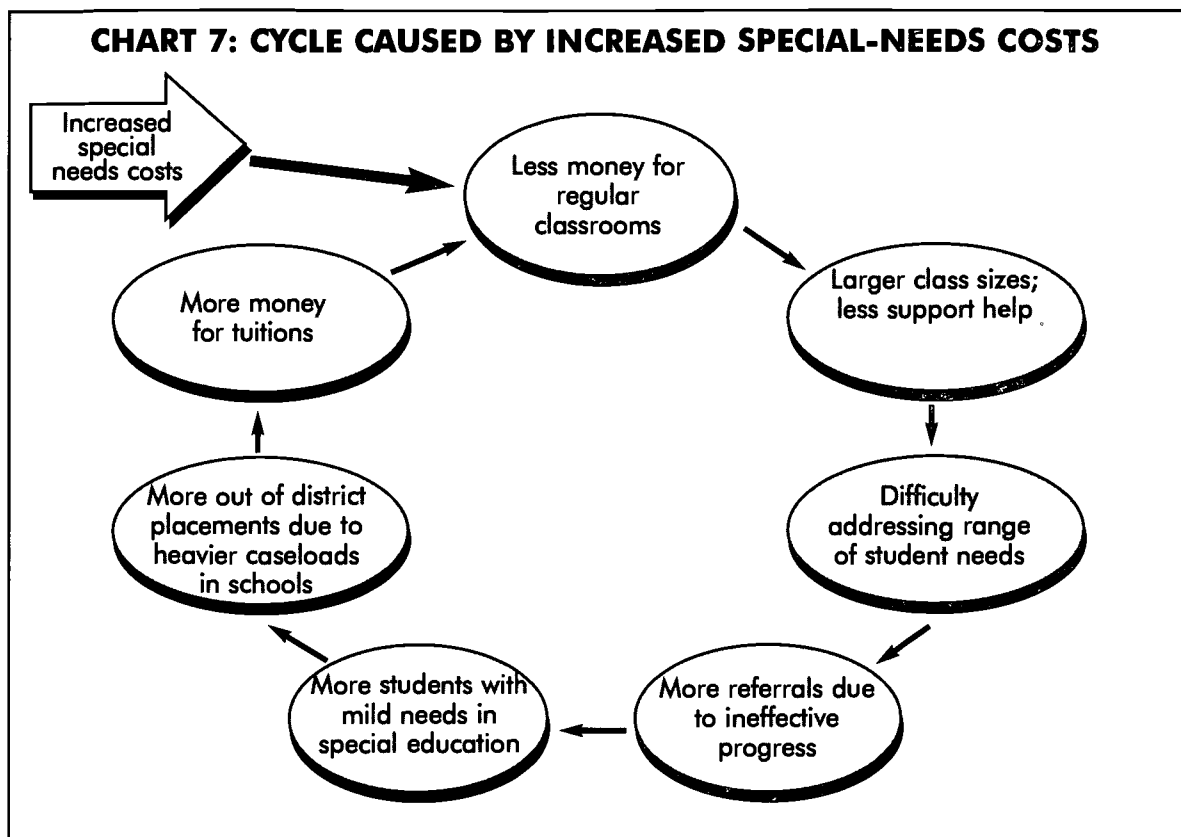 CHART 7: CYCLE CAUSED BY INCREASED SPECIAL-NEEDS COSTS
Increased
special
needs costs
Less money for
regular
classrooms
Larger class sizes;
less support help
Difficulty
addressing range
of student needs
More referrals due
to ineffective
progress
More students with
mild needs in
special education
More out of district
placements due to
heavier caseloads
in schools
More money
for tuitions